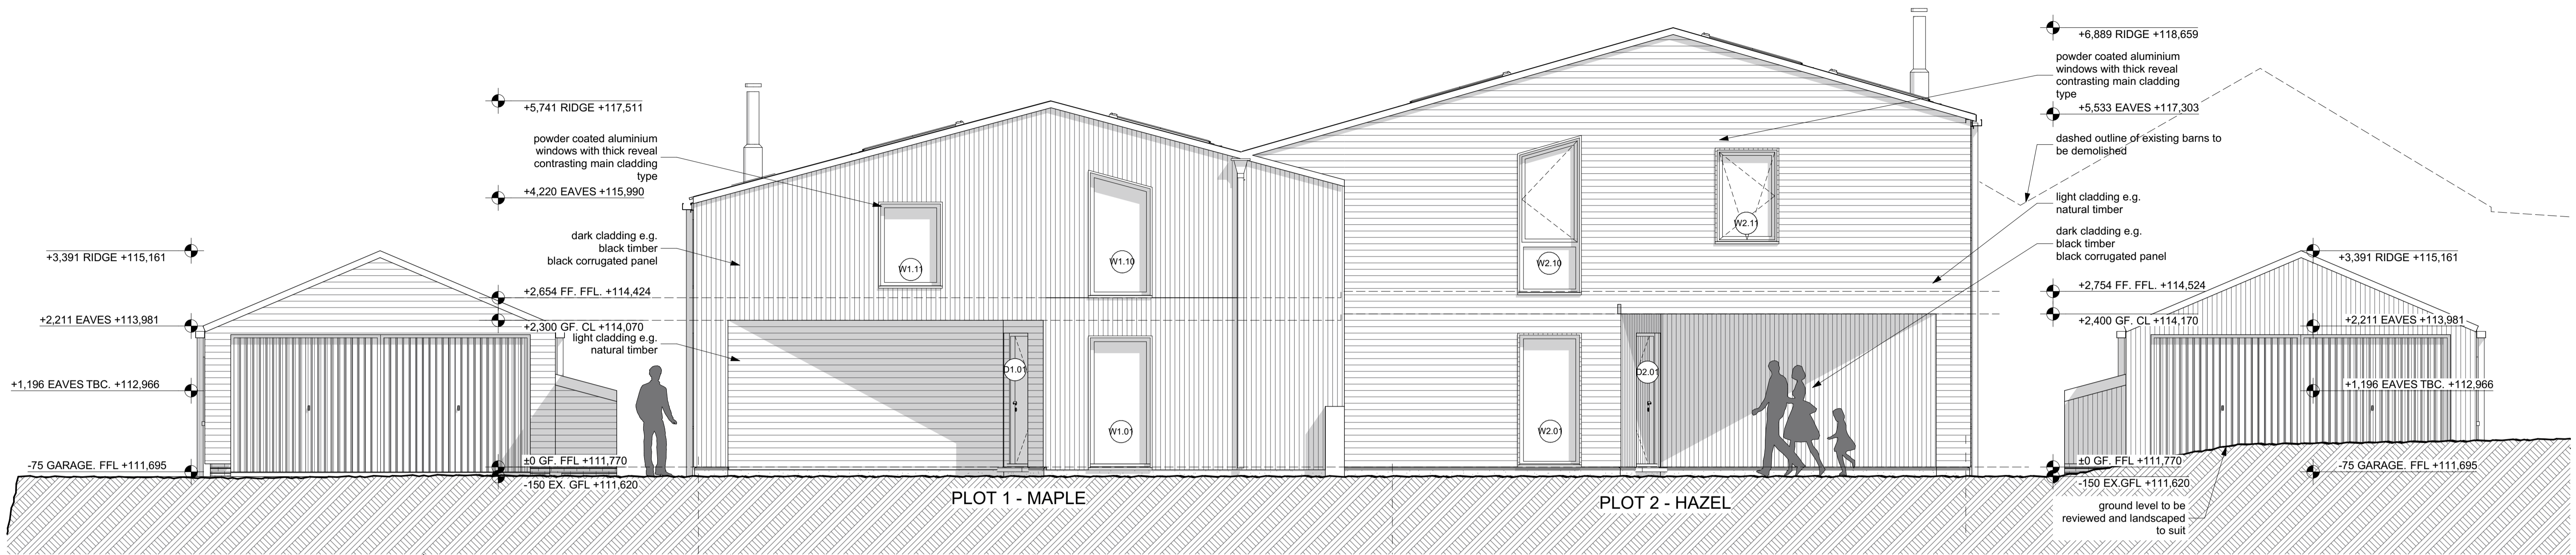 +3,391 RIDGE +115,161
+2,211 EAVES +113,981
+1,196 EAVES TBC. +112,966
-75 GARAGE. FFL +111,695
+5,741 RIDGE +117,511
powder coated aluminium
windows with thick reveal
contrasting main cladding
type
+4,220 EAVES +115,990
dark cladding e.g.
black timber
black corrugated panel
+2,654 FF. FFL. +114,424
+2,300 GF. CL +114,070
light cladding e.g.
natural timber
±0 GF. FFL +111,770
-150 EX. GFL +111,620
W1.11
W1.10
D1.01
W1.01
PLOT 1 - MAPLE
W2.10
W2.11
W2.01
D2.01
PLOT 2 - HAZEL
+6,889 RIDGE +118,659
powder coated aluminium
windows with thick reveal
contrasting main cladding
type
+5,533 EAVES +117,303
dashed outline of existing barns to
be demolished
light cladding e.g.
natural timber
dark cladding e.g.
black timber
black corrugated panel
+2,754 FF. FFL. +114,524
+2,400 GF. CL +114,170
±0 GF. FFL +111,770
-150 EX.GFL +111,620
ground level to be
reviewed and landscaped
to suit
+3,391 RIDGE +115,161
+2,211 EAVES +113,981
+1,196 EAVES TBC. +112,966
-75 GARAGE. FFL +111,695